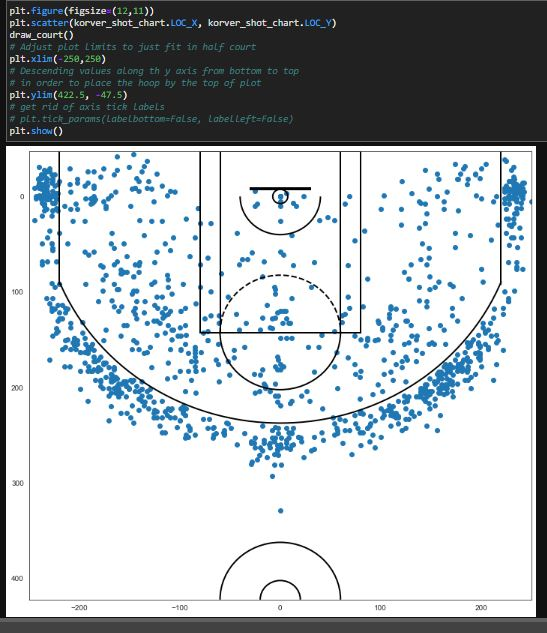 plt.figure(figsize=(12,11))
plt.scatter(korver_shot_chart.LOC_X, korver_shot_chart.LOC_Y)
draw_court()
# Adjust plot limits to just fit in half court
plt.xlim(-250,250)
# Descending values along th y axis from bottom to top
# in order to place the hoop by the top of plot
plt.ylim(422.5, -47.5)
# get rid of axis tick labels
# plt.tick_params(labelbottom=False, labelleft=False)
plt.show()
0
100
200
300
400
−200 −100 0 100 200